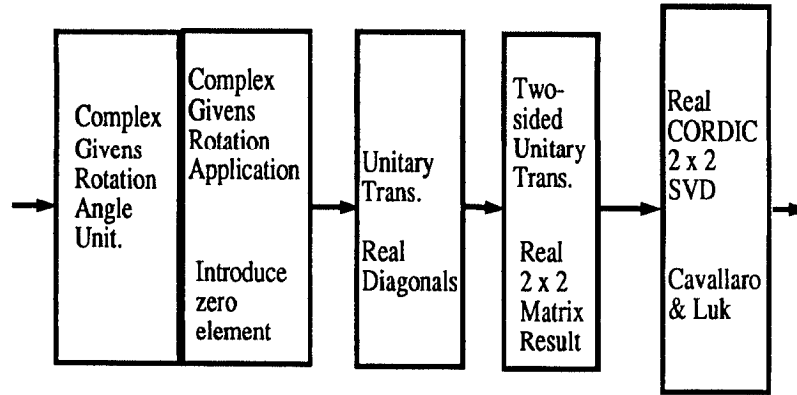 Complex
Givens
Rotation
Angle
Unit.
Complex
Givens
Rotation
Application
Introduce
zero
element
Unitary
Trans.
Real
Diagonals
Two-
sided
Unitary
Trans.
Real
2 x 2
Matrix
Result
Real
CORDIC
2 x 2
SVD
Cavallaro
& Luk